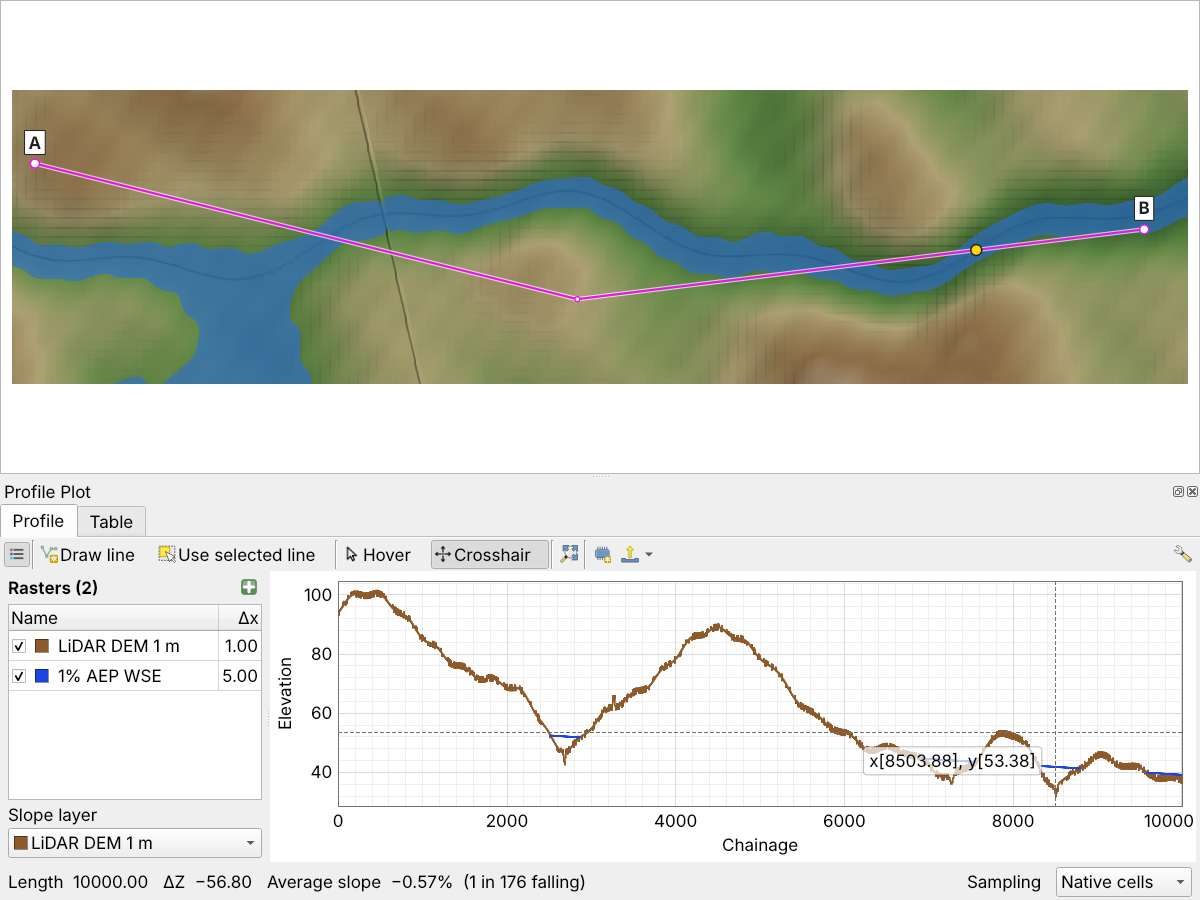 A
B
Profile Plot
Profile Table
Draw line Use selected line Hover Crosshair
Rasters (2)
Name Δx
LiDAR DEM 1 m 1.00
1% AEP WSE 5.00
Slope layer
LiDAR DEM 1 m
Elevation
100
80
60
40
x[8503.88], y[53.38]
0 2000 4000 6000 8000 10000
Chainage
Length 10000.00 ΔZ −56.80 Average slope −0.57% (1 in 176 falling) Sampling Native cells